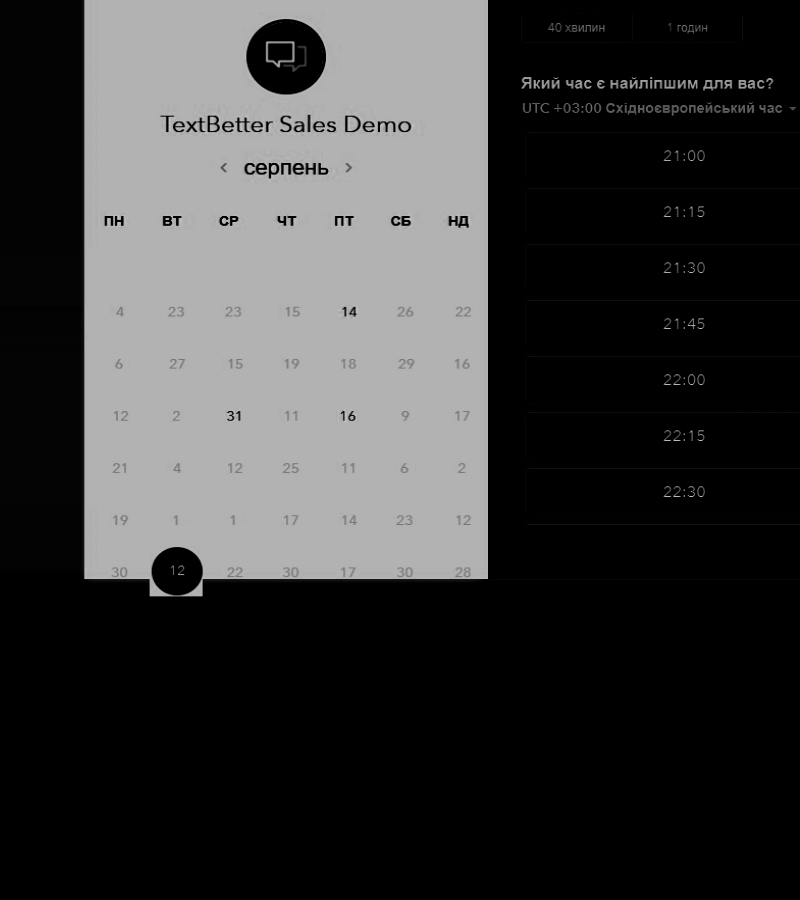 TextBetter Sales Demo
серпень
ПН ВТ СР ЧТ ПТ СБ НД
4 23 23 15 14 26 22
6 27 15 19 18 29 16
12 2 31 11 16 9 17
21 4 12 25 11 6 2
19 1 1 17 14 23 12
30 12 22 30 17 30 28
40 хвилин 1 годин
Який час є найліпшим для вас?
UTC +03:00 Східноєвропейський час
21:00
21:15
21:30
21:45
22:00
22:15
22:30